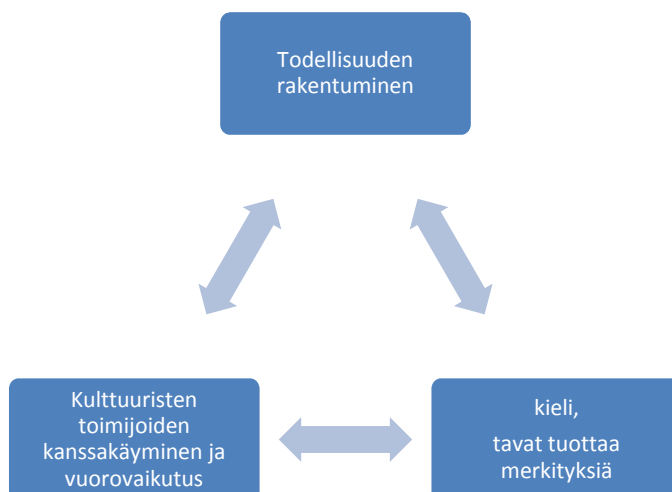 Todellisuuden
rakentuminen
Kulttuuristen
toimijoiden
kanssakäyminen ja
vuorovaikutus
kieli,
tavat tuottaa
merkityksiä